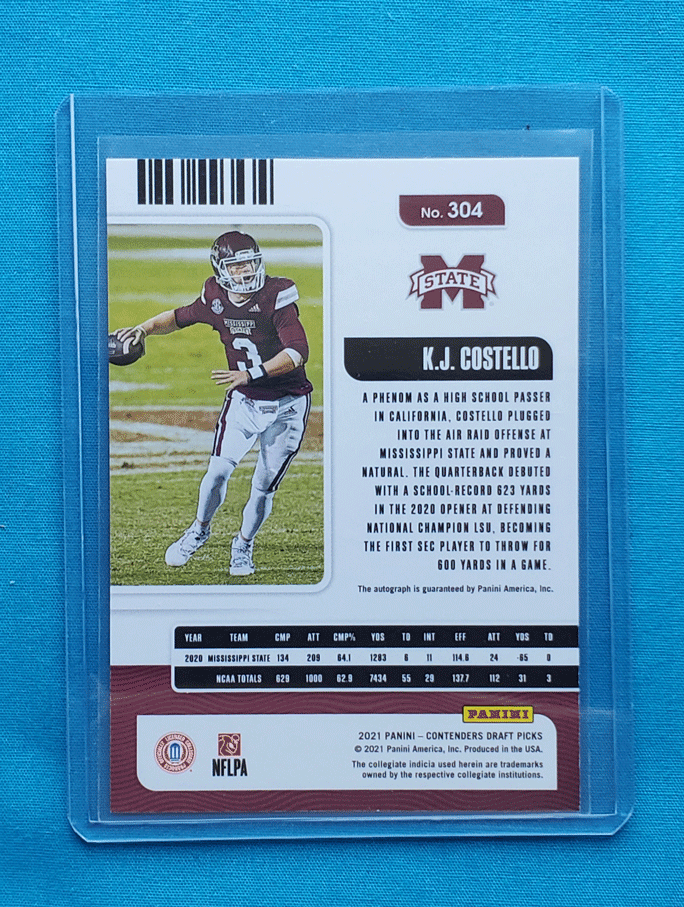 No. 304
STATE
K.J. COSTELLO
A PHENOM AS A HIGH SCHOOL PASSER
IN CALIFORNIA, COSTELLO PLUGGED
INTO THE AIR RAID OFFENSE AT
MISSISSIPPI STATE AND PROVED A
NATURAL. THE QUARTERBACK DEBUTED
WITH A SCHOOL-RECORD 623 YARDS
IN THE 2020 OPENER AT DEFENDING
NATIONAL CHAMPION LSU, BECOMING
THE FIRST SEC PLAYER TO THROW FOR
600 YARDS IN A GAME.
The autograph is guaranteed by Panini America, Inc.
MISSISSIPPI
STATE
3
YEAR TEAM CMP ATT CMP% YDS TD INT EFF ATT YDS TD
2020 MISSISSIPPI STATE 134 209 64.1 1283 6 11 114.6 24 -65 0
NCAA TOTALS 629 1000 62.9 7434 55 29 137.7 112 31 3
PANINI
2021 PANINI – CONTENDERS DRAFT PICKS
© 2021 Panini America, Inc. Produced in the USA.
The collegiate indicia used herein are trademarks
owned by the respective collegiate institutions.
NFLPA